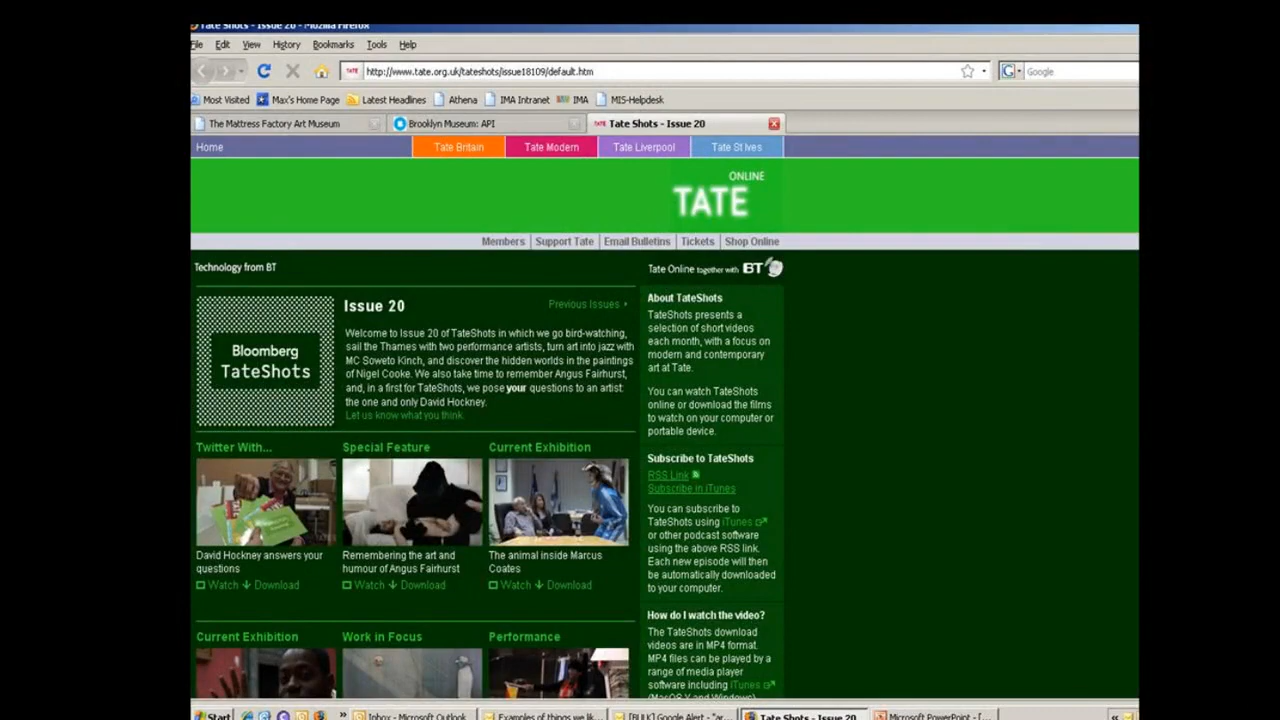 Tate Shots - Issue 20 - Mozilla Firefox
File Edit View History Bookmarks Tools Help
TATE http://www.tate.org.uk/tateshots/issue18109/default.htm G Google
Most Visited Max's Home Page Latest Headlines Athena IMA Intranet IMA MIS-Helpdesk
The Mattress Factory Art Museum Brooklyn Museum: API TATE Tate Shots - Issue 20
Home Tate Britain Tate Modern Tate Liverpool Tate St Ives
ONLINE
TATE
Members Support Tate Email Bulletins Tickets Shop Online
Technology from BT
Tate Online together with BT
Bloomberg
TateShots
Issue 20 Previous Issues
Welcome to Issue 20 of TateShots in which we go bird-watching,
sail the Thames with two performance artists, turn art into jazz with
MC Soweto Kinch, and discover the hidden worlds in the paintings
of Nigel Cooke. We also take time to remember Angus Fairhurst,
and, in a first for TateShots, we pose your questions to an artist:
the one and only David Hockney.
Let us know what you think.
Twitter With...
David Hockney answers your
questions
Watch Download
Special Feature
Remembering the art and
humour of Angus Fairhurst
Watch Download
Current Exhibition
The animal inside Marcus
Coates
Watch Download
Current Exhibition
Work in Focus
Performance
About TateShots
TateShots presents a
selection of short videos
each month, with a focus on
modern and contemporary
art at Tate.
You can watch TateShots
online or download the films
to watch on your computer or
portable device.
Subscribe to TateShots
RSS Link
Subscribe in iTunes
You can subscribe to
TateShots using iTunes
or other podcast software
using the above RSS link.
Each new episode will then
be automatically downloaded
to your computer.
How do I watch the video?
The TateShots download
videos are in MP4 format.
MP4 files can be played by a
range of media player
software including iTunes
(MacOS X and Windows)
Start » Inbox - Microsoft Outlook Examples of things we lik... [BULK] Google Alert - "ar... Tate Shots - Issue 20 Microsoft PowerPoint - [... «